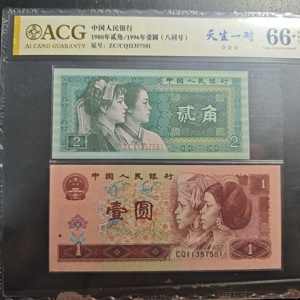 ACG
AI CANG GUARANTY
中国人民银行
1980年贰角/1996年壹圆（八同号）
冠号：ZC/CQ11357581
天生一对
66
中国人民银行
贰角
2
2
中国人民银行
壹圆
1
CQ11357581
1